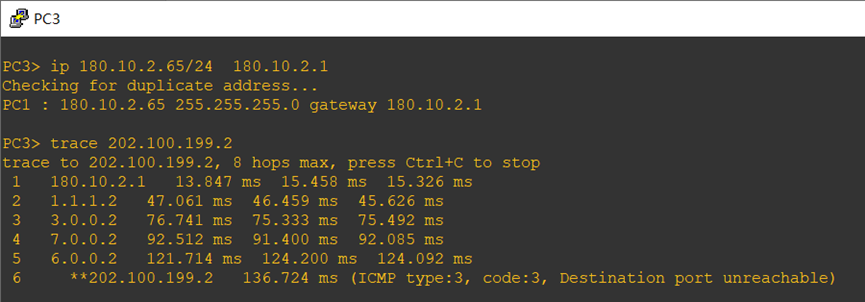 PC3
PC3> ip 180.10.2.65/24  180.10.2.1
Checking for duplicate address...
PC1 : 180.10.2.65 255.255.255.0 gateway 180.10.2.1
PC3> trace 202.100.199.2
trace to 202.100.199.2, 8 hops max, press Ctrl+C to stop
 1   180.10.2.1   13.847 ms  15.458 ms  15.326 ms
 2   1.1.1.2   47.061 ms  46.459 ms  45.626 ms
 3   3.0.0.2   76.741 ms  75.333 ms  75.492 ms
 4   7.0.0.2   92.512 ms  91.400 ms  92.085 ms
 5   6.0.0.2   121.714 ms  124.200 ms  124.092 ms
 6     **202.100.199.2   136.724 ms (ICMP type:3, code:3, Destination port unreachable)